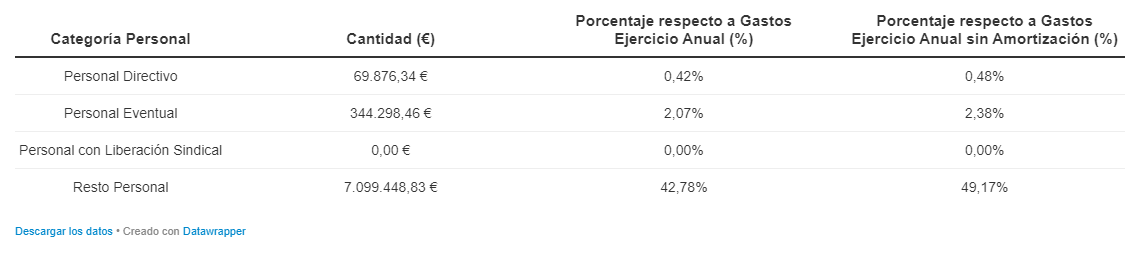 Categoría Personal Cantidad (€) Porcentaje respecto a Gastos Ejercicio Anual (%) Porcentaje respecto a Gastos Ejercicio Anual sin Amortización (%)
Personal Directivo 69.876,34 € 0,42% 0,48%
Personal Eventual 344.298,46 € 2,07% 2,38%
Personal con Liberación Sindical 0,00 € 0,00% 0,00%
Resto Personal 7.099.448,83 € 42,78% 49,17%
Descargar los datos • Creado con Datawrapper